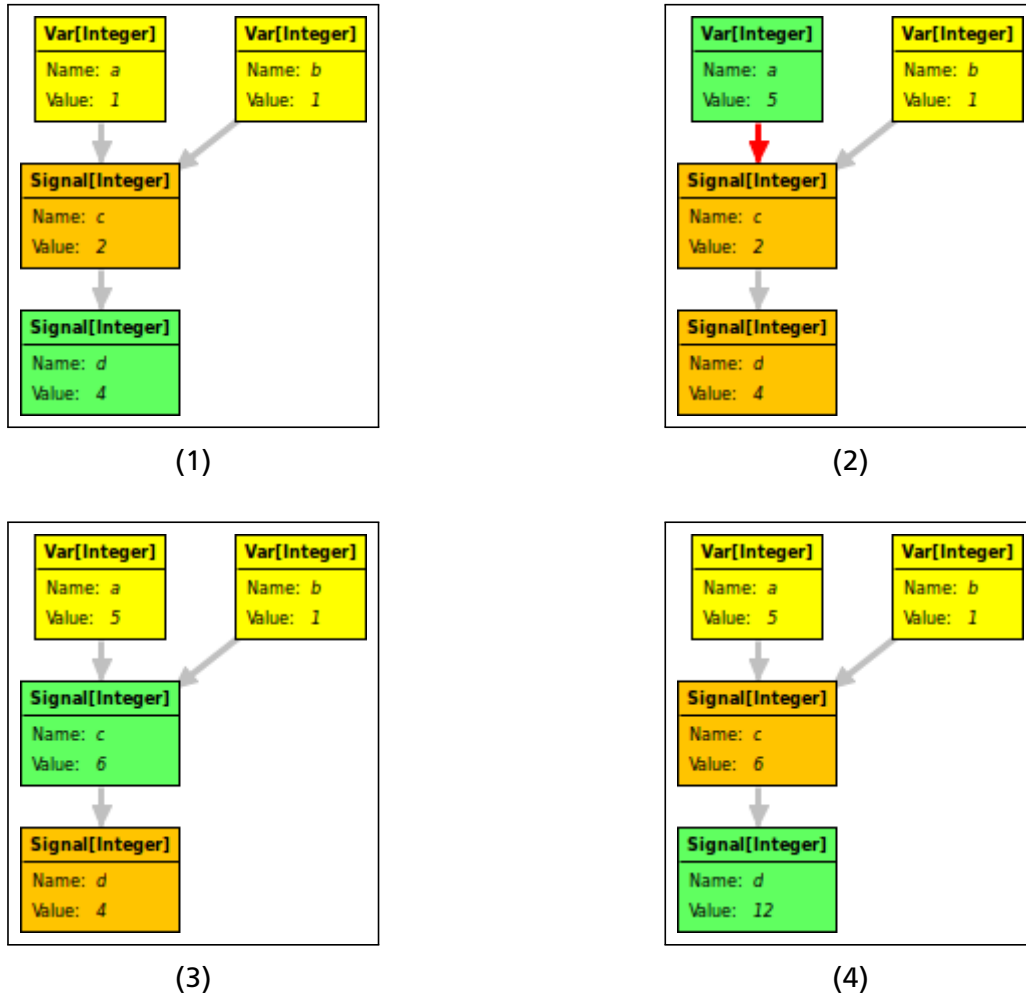 Var[Integer]
Name: a
Value: 1
Var[Integer]
Name: b
Value: 1
Signal[Integer]
Name: c
Value: 2
Signal[Integer]
Name: d
Value: 4
(1)
Var[Integer]
Name: a
Value: 5
Var[Integer]
Name: b
Value: 1
Signal[Integer]
Name: c
Value: 2
Signal[Integer]
Name: d
Value: 4
(2)
Var[Integer]
Name: a
Value: 5
Var[Integer]
Name: b
Value: 1
Signal[Integer]
Name: c
Value: 6
Signal[Integer]
Name: d
Value: 4
(3)
Var[Integer]
Name: a
Value: 5
Var[Integer]
Name: b
Value: 1
Signal[Integer]
Name: c
Value: 6
Signal[Integer]
Name: d
Value: 12
(4)